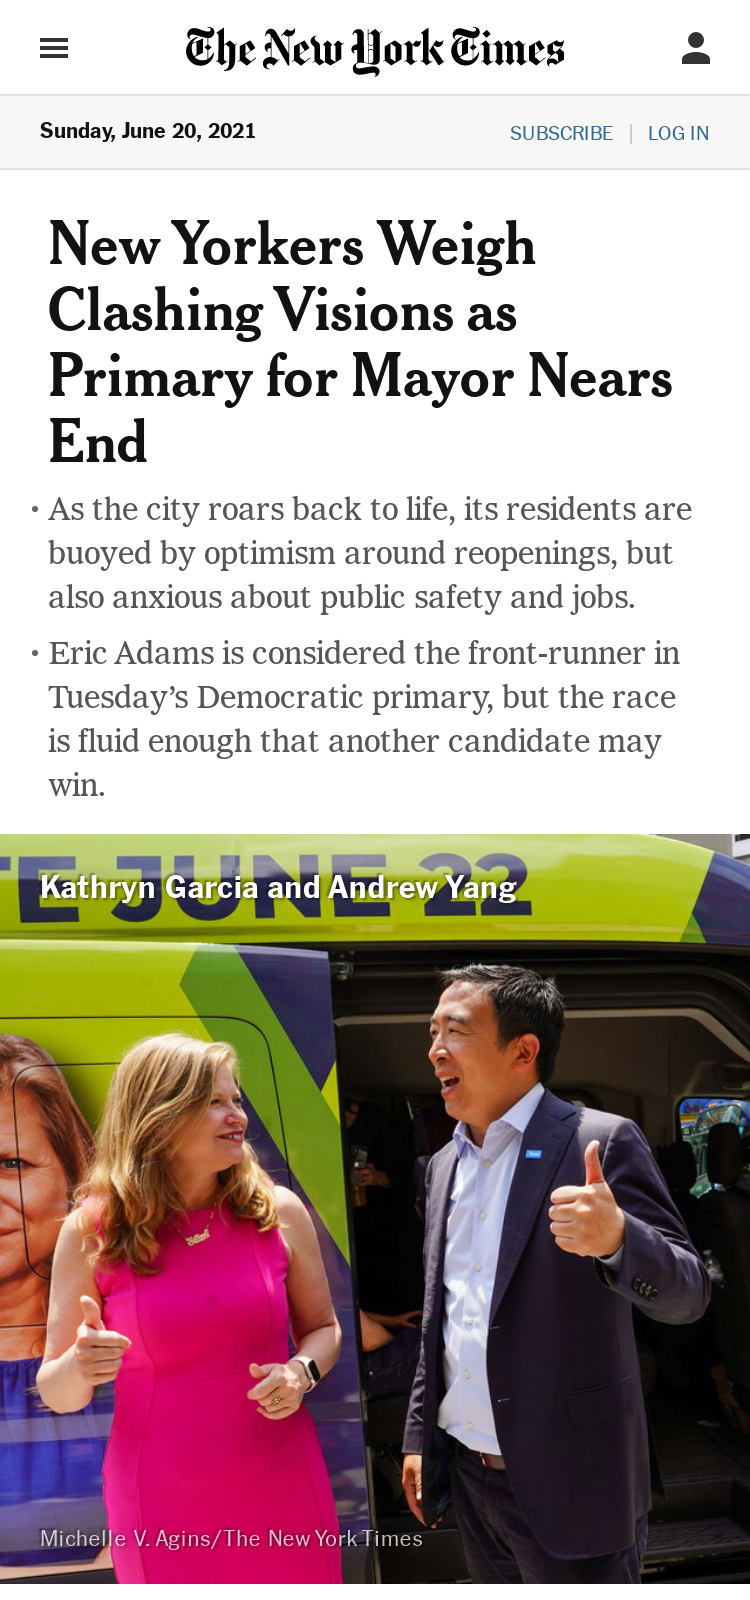 The New York Times
Sunday, June 20, 2021
SUBSCRIBE | LOG IN
New Yorkers Weigh
Clashing Visions as
Primary for Mayor Nears
End
• As the city roars back to life, its residents are
buoyed by optimism around reopenings, but
also anxious about public safety and jobs.
• Eric Adams is considered the front-runner in
Tuesday’s Democratic primary, but the race
is fluid enough that another candidate may
win.
TE JUNE 22
Kathryn Garcia and Andrew Yang
Michelle V. Agins/The New York Times